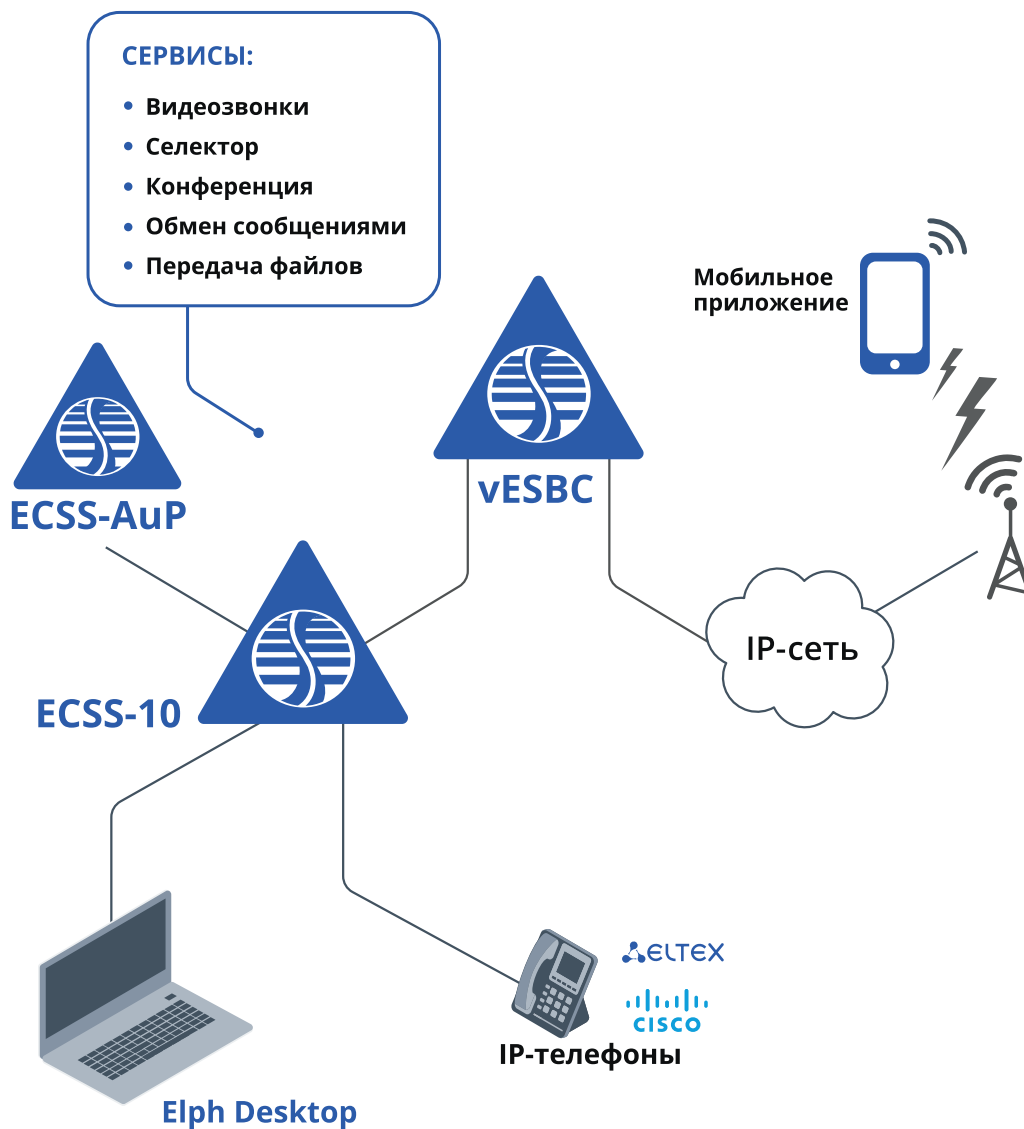 СЕРВИСЫ:
Видеозвонки
Селектор
Конференция
Обмен сообщениями
Передача файлов
Мобильное
приложение
vESBC
ECSS-AuP
IP-сеть
ECSS-10
ELTEX
CISCO
IP-телефоны
Elph Desktop